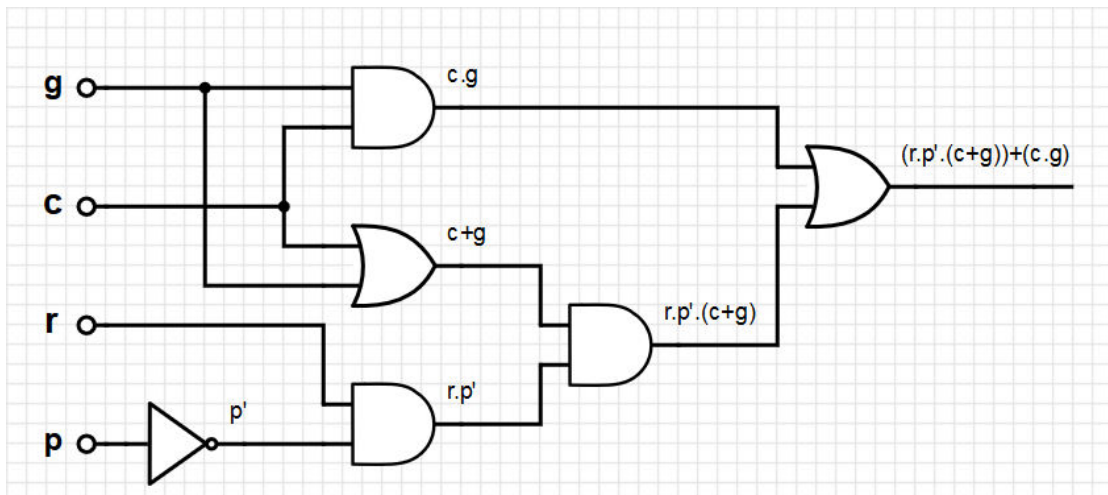 g
c.g
(r.p'.(c+g))+(c.g)
c
c+g
r
r.p'.(c+g)
r.p'
p'
p